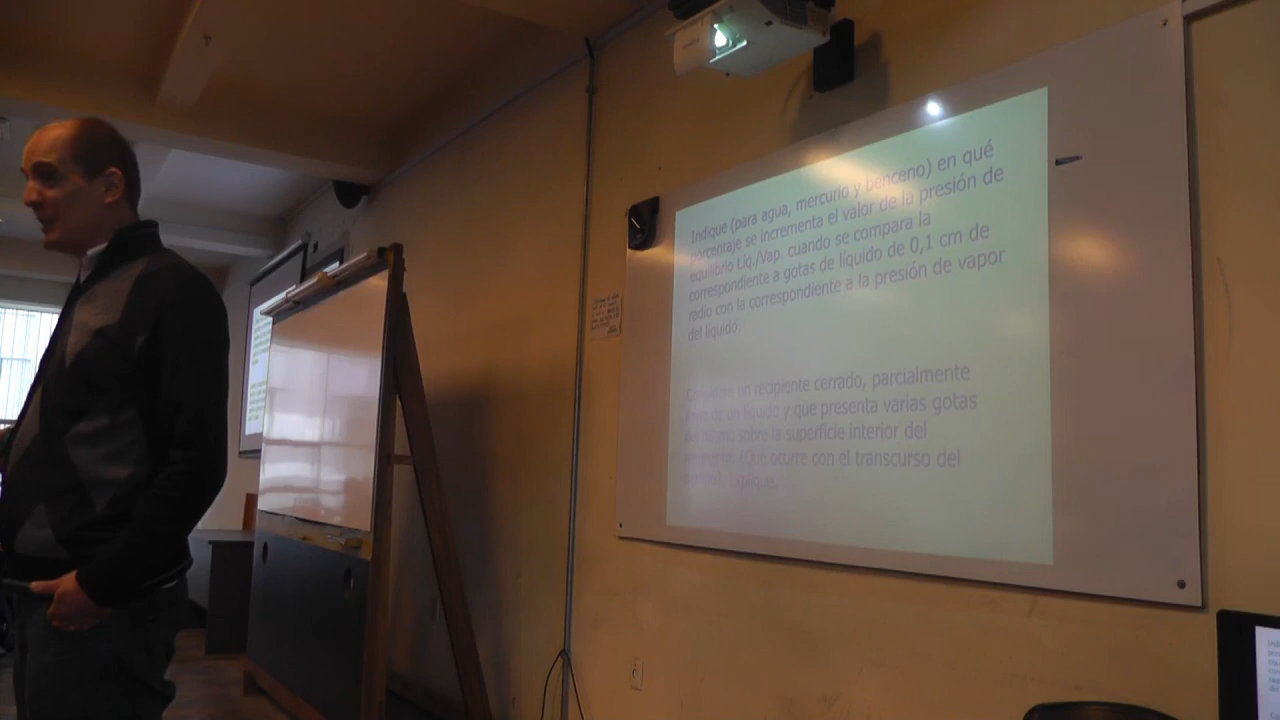 Indique (para agua, mercurio y benceno) en qué
porcentaje se incrementa el valor de la presión de
equilibrio Líq./Vap. cuando se compara la
correspondiente a gotas de líquido de 0,1 cm de
radio con la correspondiente a la presión de vapor
del líquido.
un recipiente cerrado, parcialmente
un líquido y que presenta varias gotas
sobre la superficie interior del
¿Qué ocurre con el transcurso del
Explique.